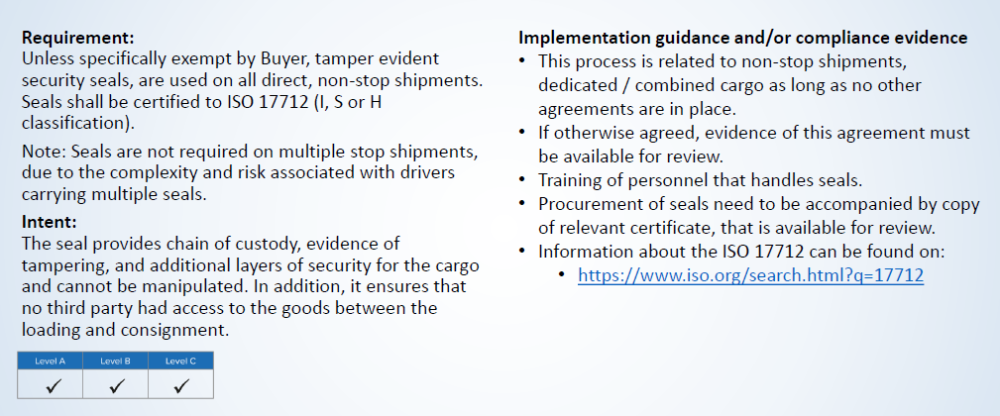 Requirement:
Unless specifically exempt by Buyer, tamper evident
security seals, are used on all direct, non-stop shipments.
Seals shall be certified to ISO 17712 (I, S or H
classification).
Note: Seals are not required on multiple stop shipments,
due to the complexity and risk associated with drivers
carrying multiple seals.
Intent:
The seal provides chain of custody, evidence of
tampering, and additional layers of security for the cargo
and cannot be manipulated. In addition, it ensures that
no third party had access to the goods between the
loading and consignment.
Level A Level B Level C
✓ ✓ ✓
Implementation guidance and/or compliance evidence
• This process is related to non-stop shipments,
dedicated / combined cargo as long as no other
agreements are in place.
• If otherwise agreed, evidence of this agreement must
be available for review.
• Training of personnel that handles seals.
• Procurement of seals need to be accompanied by copy
of relevant certificate, that is available for review.
• Information about the ISO 17712 can be found on:
• https://www.iso.org/search.html?q=17712